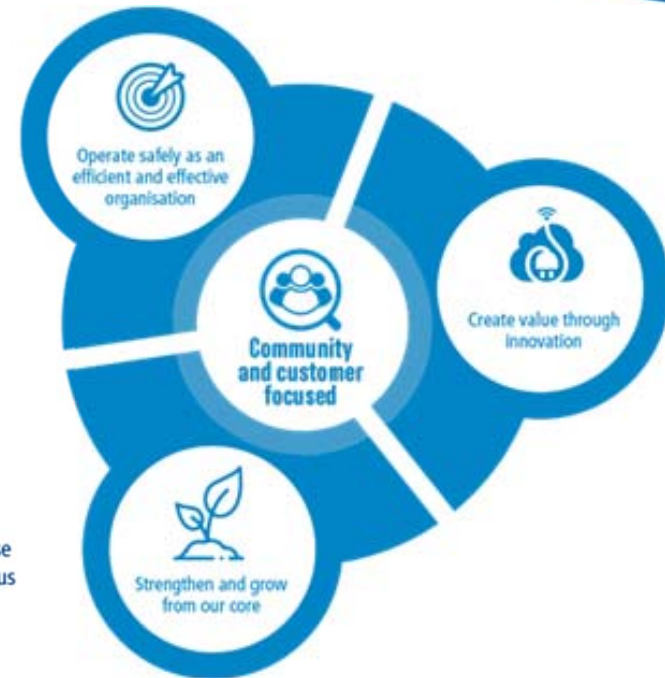 Operate safely as an
efficient and effective
organisation
Create value through
innovation
Community
and customer
focused
Strengthen and grow
from our core
us